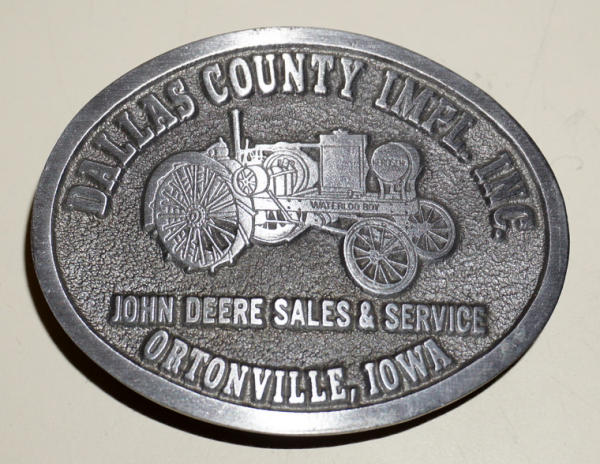 DALLAS COUNTY IMPL. INC.
WATERLOO BOY
JOHN DEERE SALES & SERVICE
ORTONVILLE, IOWA